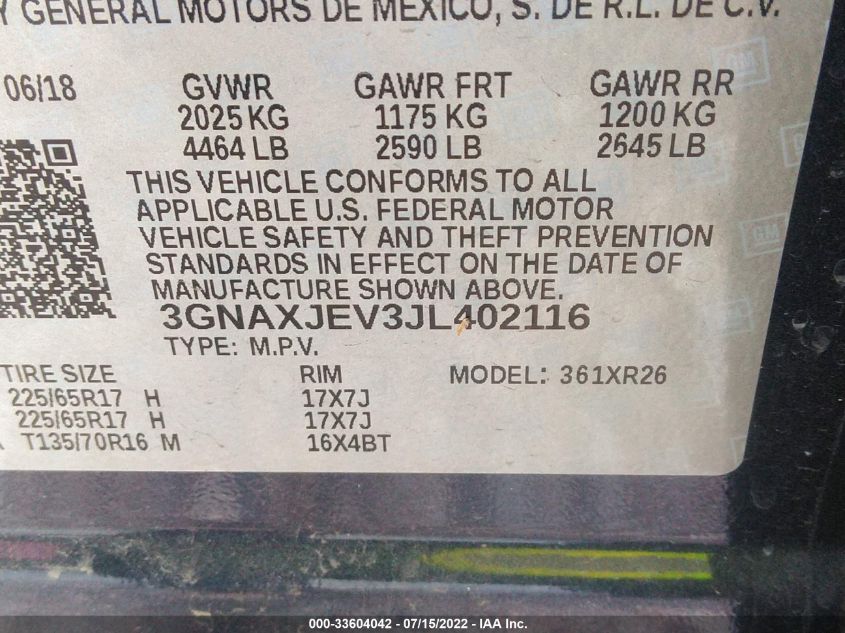 GENERAL MOTORS DE MEXICO, S. DE R.L. DE C.V.
06/18 GVWR GAWR FRT GAWR RR
2025 KG 1175 KG 1200 KG
4464 LB 2590 LB 2645 LB
THIS VEHICLE CONFORMS TO ALL
APPLICABLE U.S. FEDERAL MOTOR
VEHICLE SAFETY AND THEFT PREVENTION
STANDARDS IN EFFECT ON THE DATE OF
MANUFACTURE SHOWN ABOVE.
3GNAXJEV3JL402116
TYPE: M.P.V.
TIRE SIZE RIM MODEL: 361XR26
225/65R17 H 17X7J
225/65R17 H 17X7J
T135/70R16 M 16X4BT
GM
GM
000-33604042 - 07/15/2022 - IAA Inc.